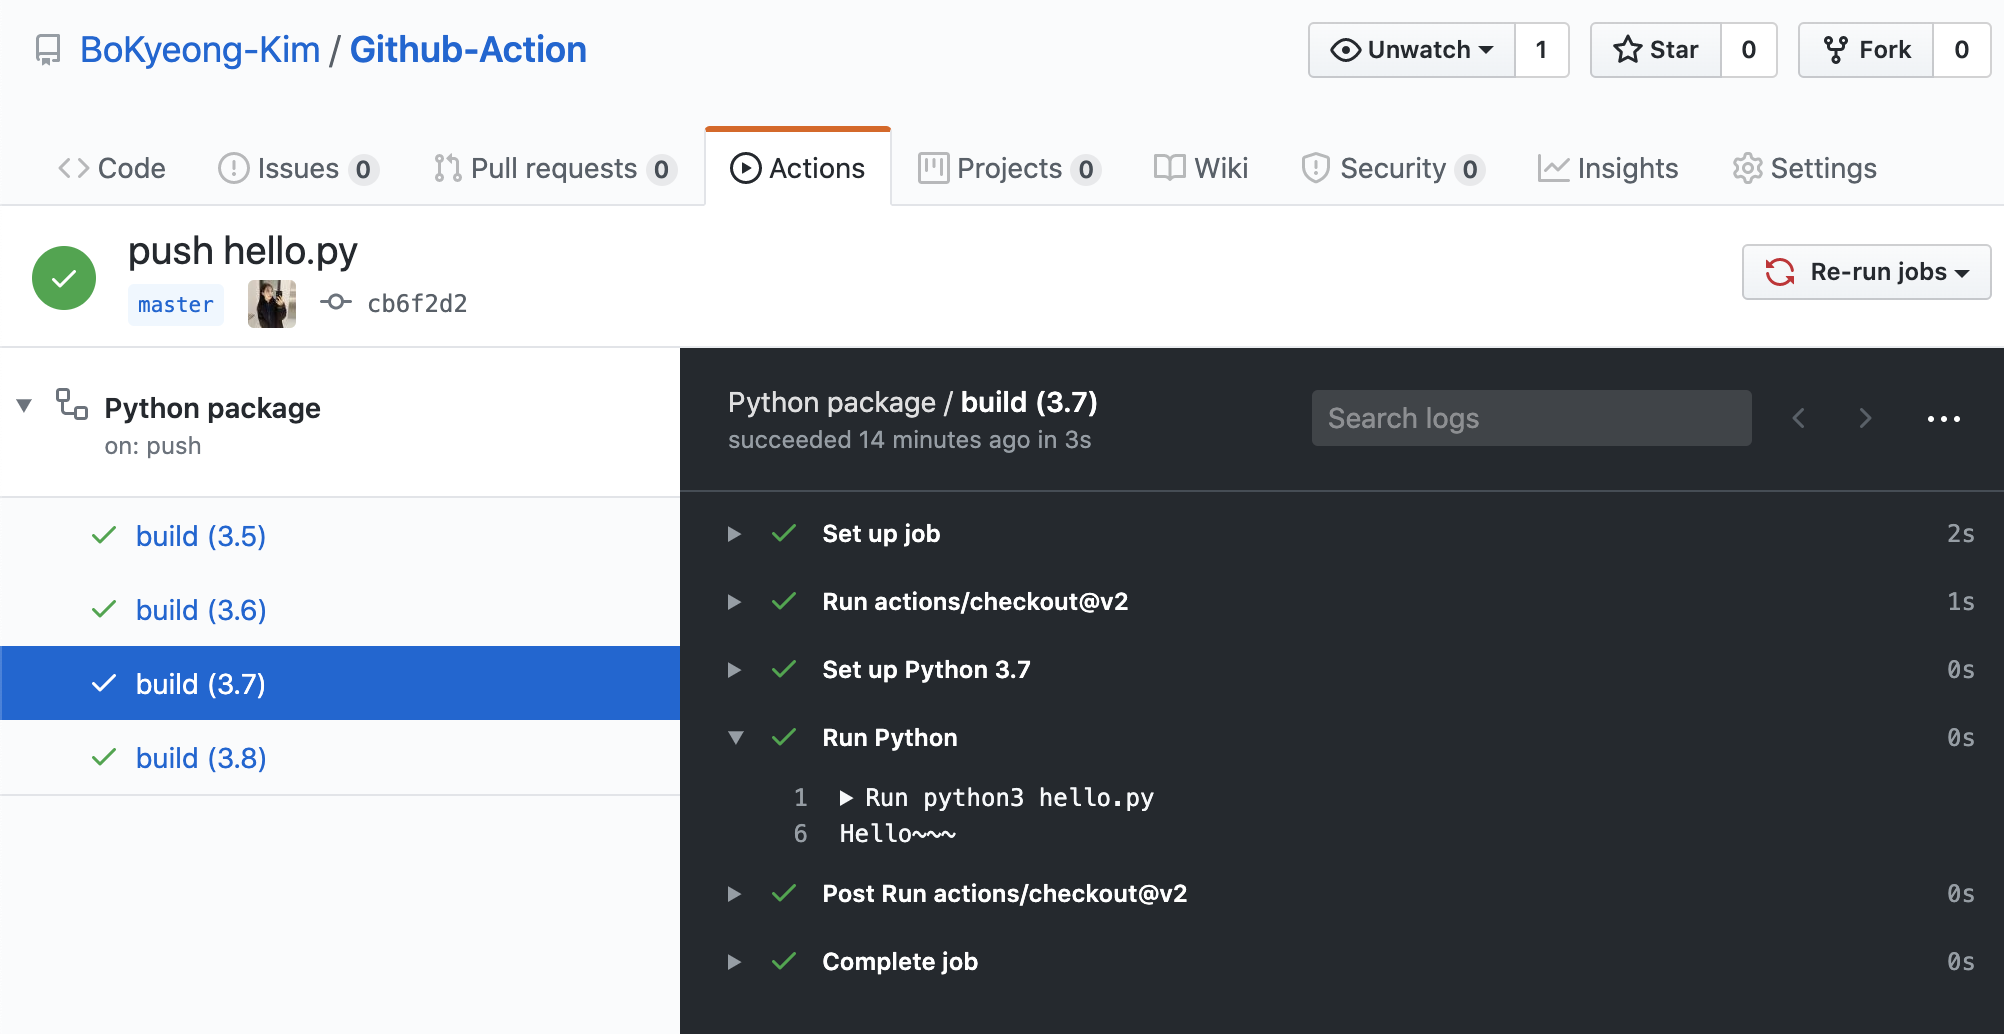 BoKyeong-Kim / Github-Action
Unwatch 1 Star 0 Fork 0
Code Issues 0 Pull requests 0 Actions Projects 0 Wiki Security 0 Insights Settings
push hello.py
master cb6f2d2
Re-run jobs
Python package
on: push
build (3.5)
build (3.6)
build (3.7)
build (3.8)
Python package / build (3.7)
succeeded 14 minutes ago in 3s
Search logs
Set up job 2s
Run actions/checkout@v2 1s
Set up Python 3.7 0s
Run Python 0s
1 Run python3 hello.py
6 Hello~~~
Post Run actions/checkout@v2 0s
Complete job 0s